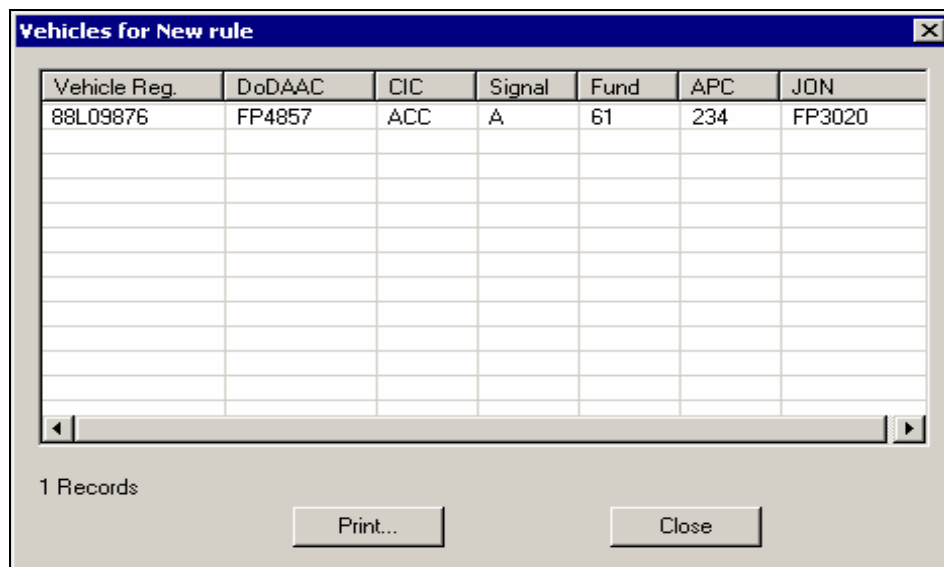 Vehicles for New rule
Vehicle Reg. DoDAAC CIC Signal Fund APC JON
88L09876 FP4857 ACC A 61 234 FP3020
1 Records
Print... Close